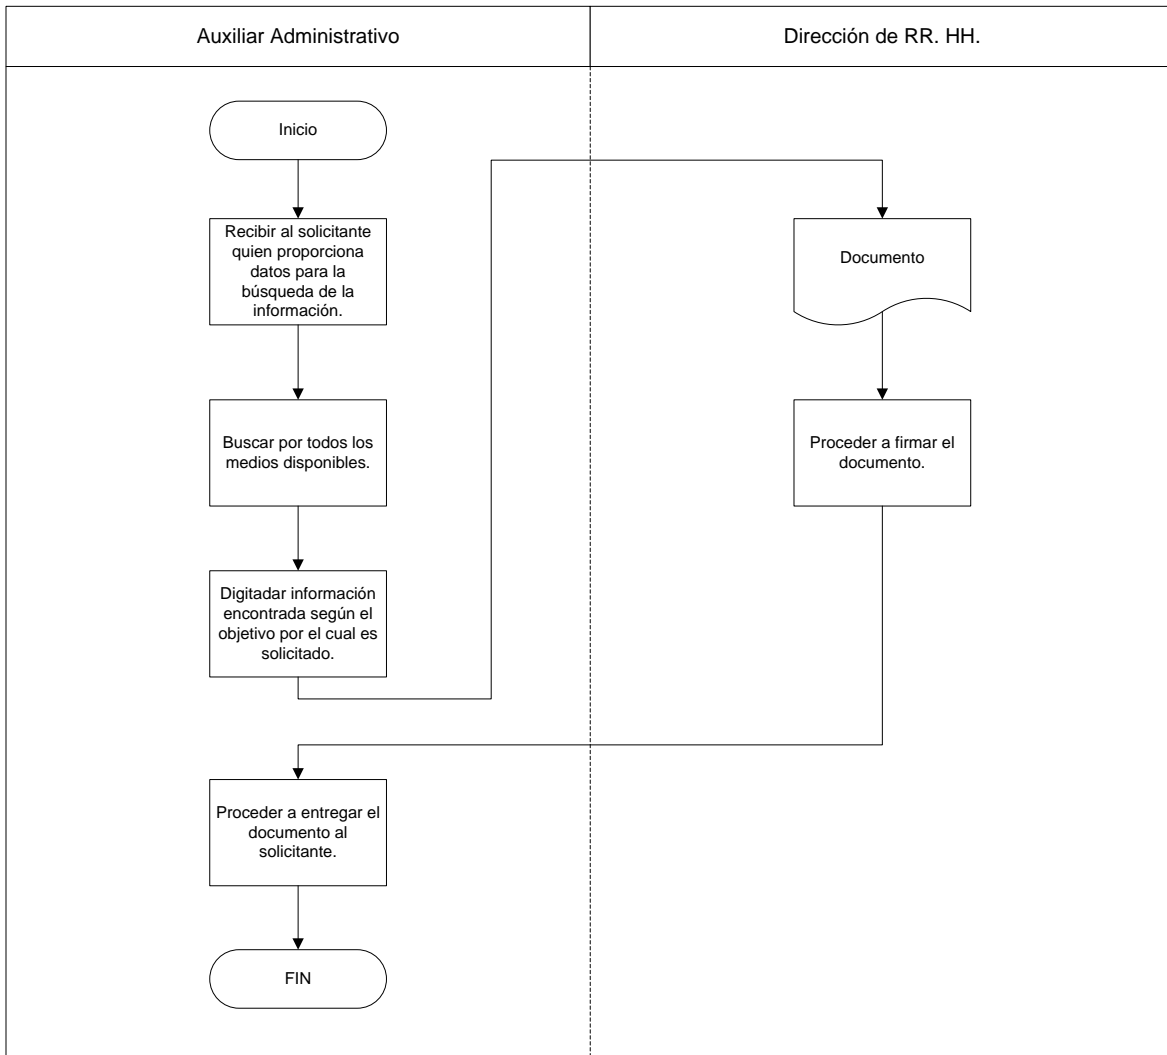 Auxiliar Administrativo
Dirección de RR. HH.
Inicio
Recibir al solicitante
quien proporciona
datos para la
búsqueda de la
información.
Buscar por todos los
medios disponibles.
Digitadar información
encontrada según el
objetivo por el cual es
solicitado.
Documento
Proceder a firmar el
documento.
Proceder a entregar el
documento al
solicitante.
FIN